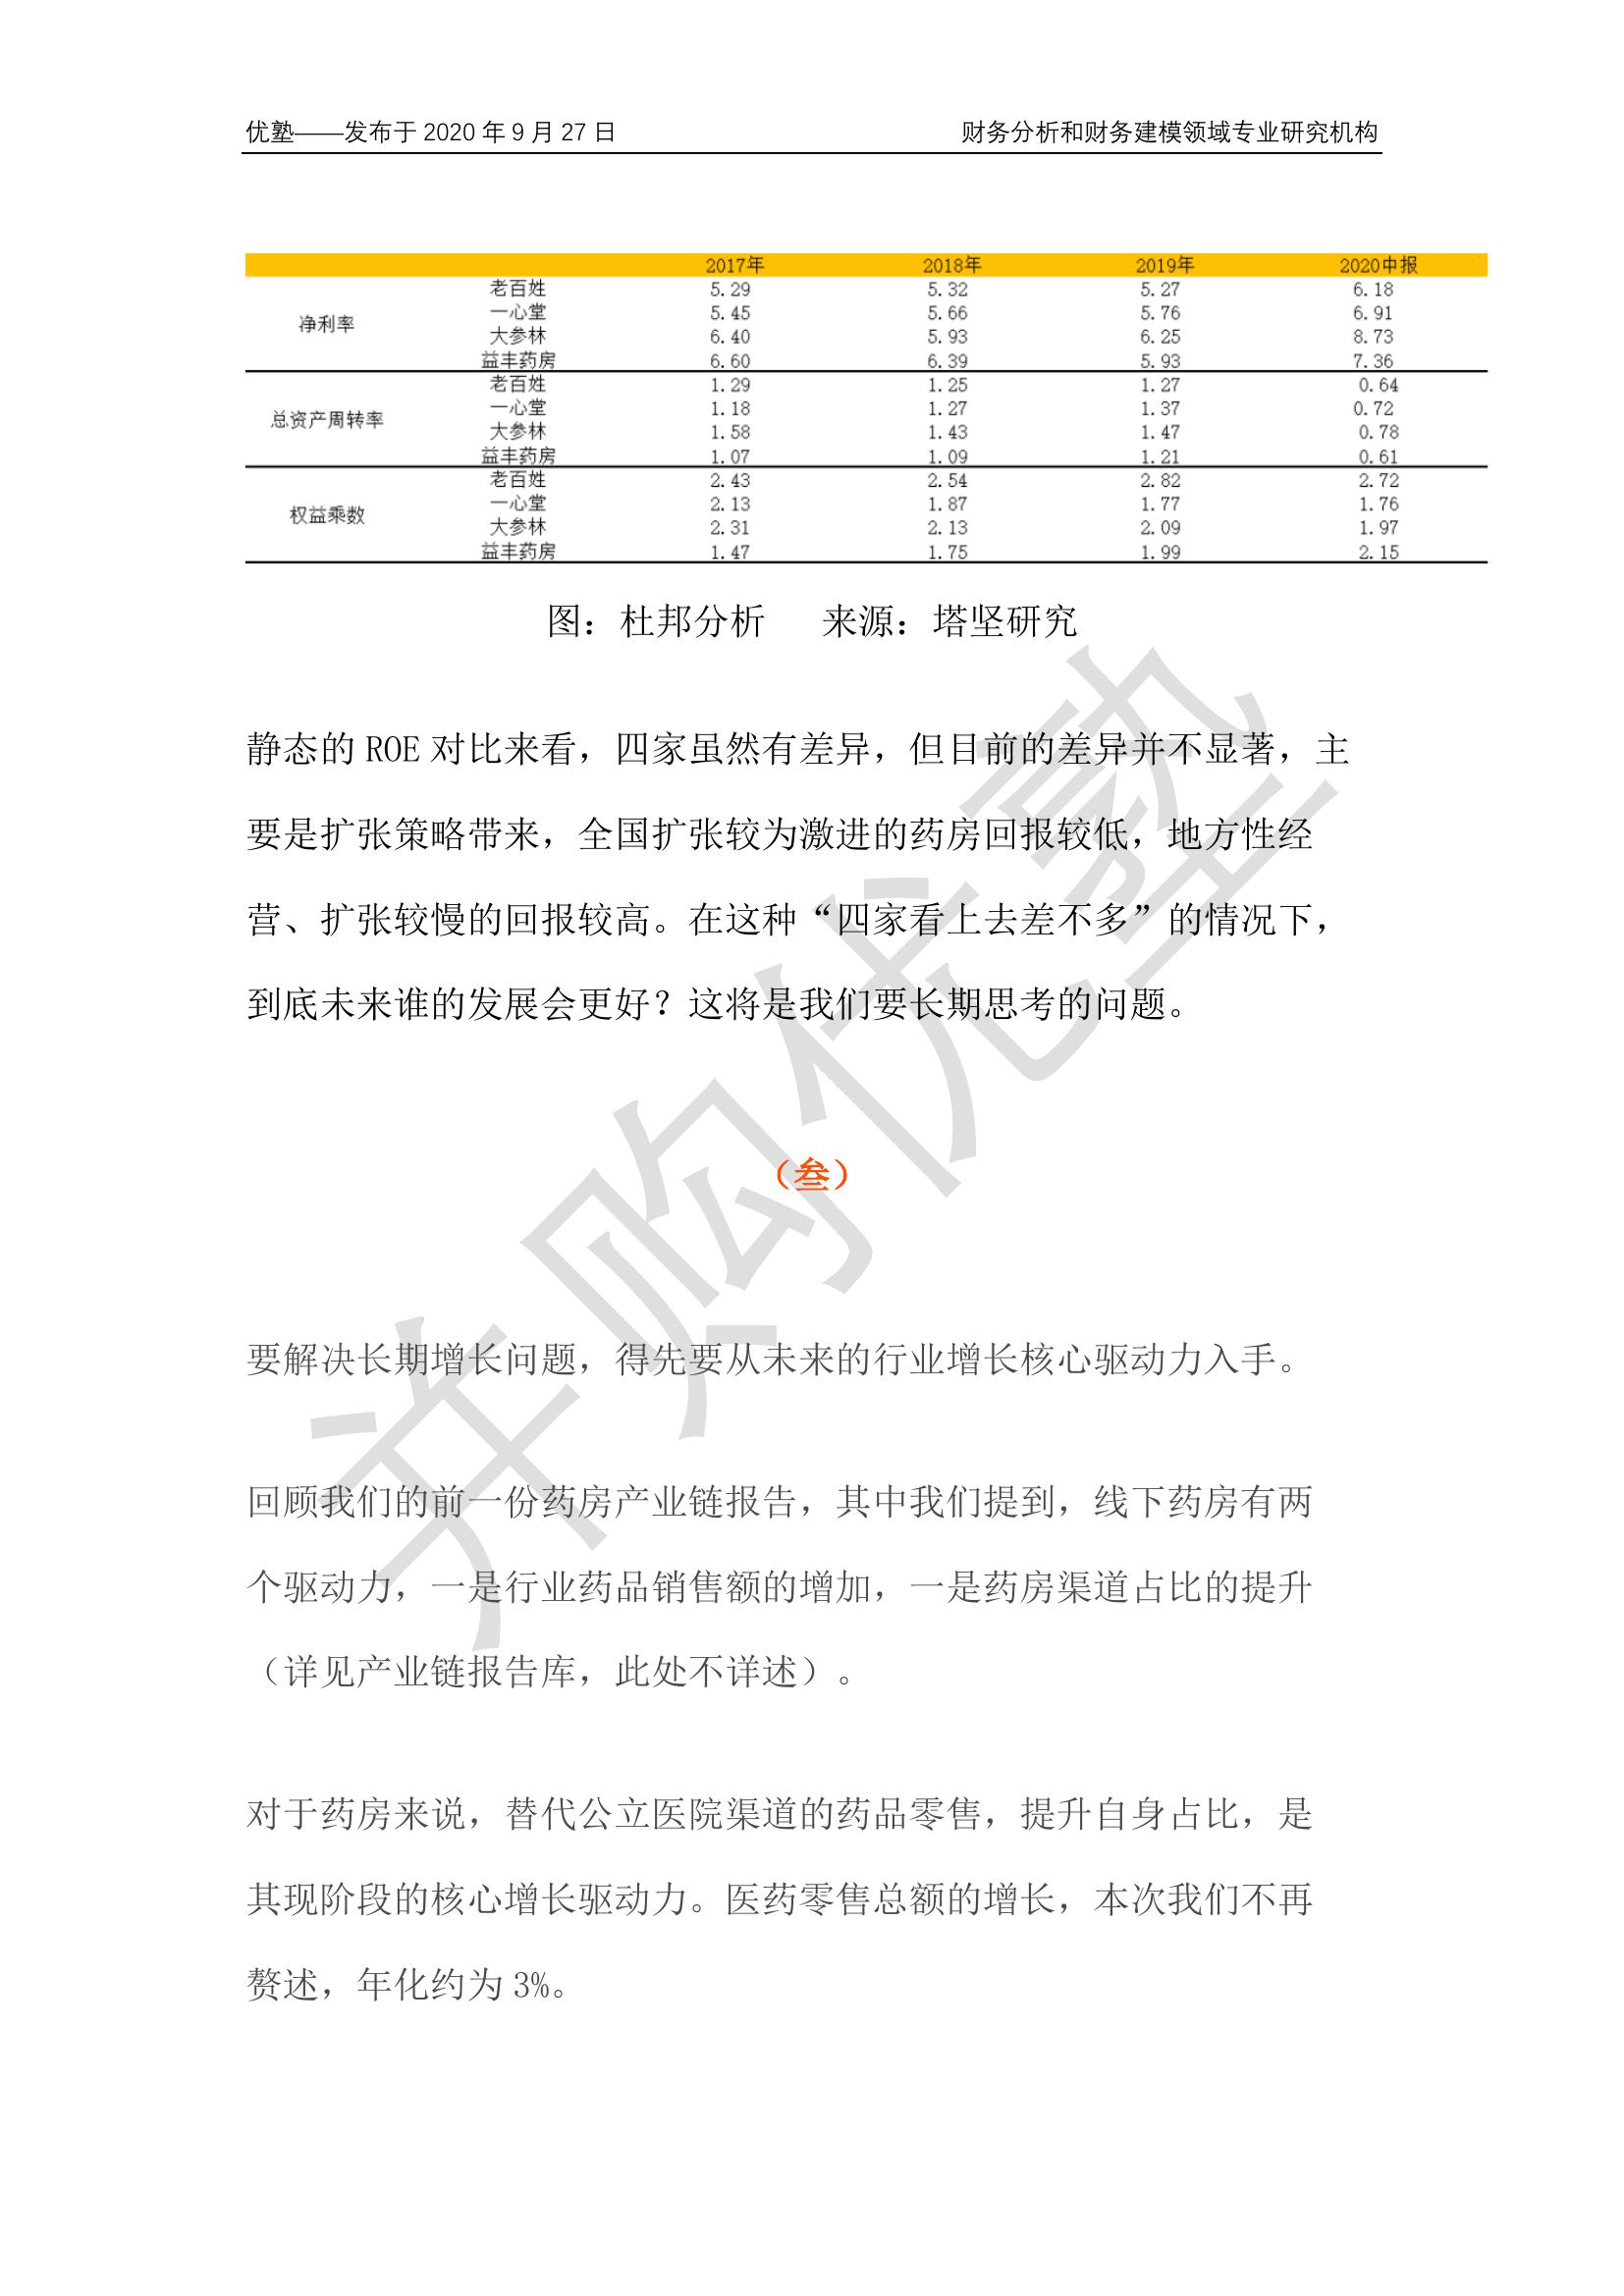 优塾——发布于 2020 年 9 月 27 日 财务分析和财务建模领域专业研究机构
2017年 2018年 2019年 2020中报
净利率
老百姓 5.29 5.32 5.27 6.18
一心堂 5.45 5.66 5.76 6.91
大参林 6.40 5.93 6.25 8.73
益丰药房 6.60 6.39 5.93 7.36
总资产周转率
老百姓 1.29 1.25 1.27 0.64
一心堂 1.18 1.27 1.37 0.72
大参林 1.58 1.43 1.47 0.78
益丰药房 1.07 1.09 1.21 0.61
权益乘数
老百姓 2.43 2.54 2.82 2.72
一心堂 2.13 1.87 1.77 1.76
大参林 2.31 2.13 2.09 1.97
益丰药房 1.47 1.75 1.99 2.15
图：杜邦分析 来源：塔坚研究
静态的 ROE 对比来看，四家虽然有差异，但目前的差异并不显著，主
要是扩张策略带来，全国扩张较为激进的药房回报较低，地方性经
营、扩张较慢的回报较高。在这种“四家看上去差不多”的情况下，
到底未来谁的发展会更好？这将是我们要长期思考的问题。
（叁）
要解决长期增长问题，得先要从未来的行业增长核心驱动力入手。
回顾我们的前一份药房产业链报告，其中我们提到，线下药房有两
个驱动力，一是行业药品销售额的增加，一是药房渠道占比的提升
（详见产业链报告库，此处不详述）。
对于药房来说，替代公立医院渠道的药品零售，提升自身占比，是
其现阶段的核心增长驱动力。医药零售总额的增长，本次我们不再
赘述，年化约为 3%。
并购优塾